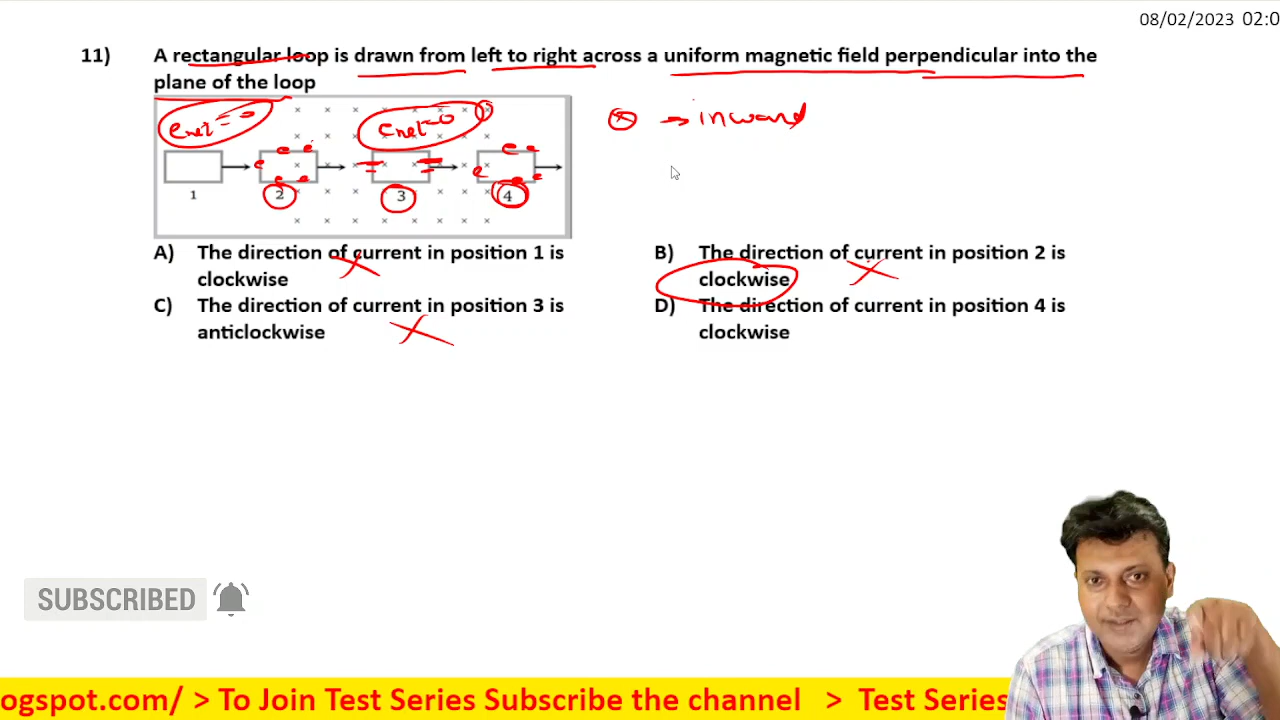 08/02/2023 02:0
11) A rectangular loop is drawn from left to right across a uniform magnetic field perpendicular into the
plane of the loop
enet=0
enet=0
→ inward
1 2 3 4
A) The direction of current in position 1 is
clockwise
B) The direction of current in position 2 is
clockwise
C) The direction of current in position 3 is
anticlockwise
D) The direction of current in position 4 is
clockwise
SUBSCRIBED
ogspot.com/ > To Join Test Series Subscribe the channel > Test Series